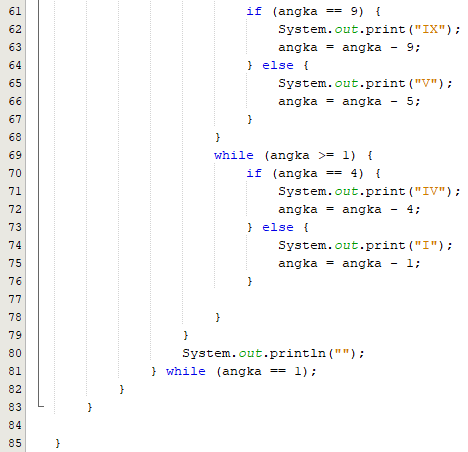 61 if (angka == 9) {
62 System.out.print("IX");
63 angka = angka - 9;
64 } else {
65 System.out.print("V");
66 angka = angka - 5;
67 }
68 }
69 while (angka >= 1) {
70 if (angka == 4) {
71 System.out.print("IV");
72 angka = angka - 4;
73 } else {
74 System.out.print("I");
75 angka = angka - 1;
76 }
77
78 }
79 }
80 System.out.println("");
81 } while (angka == 1);
82 }
83 }
84
85 }